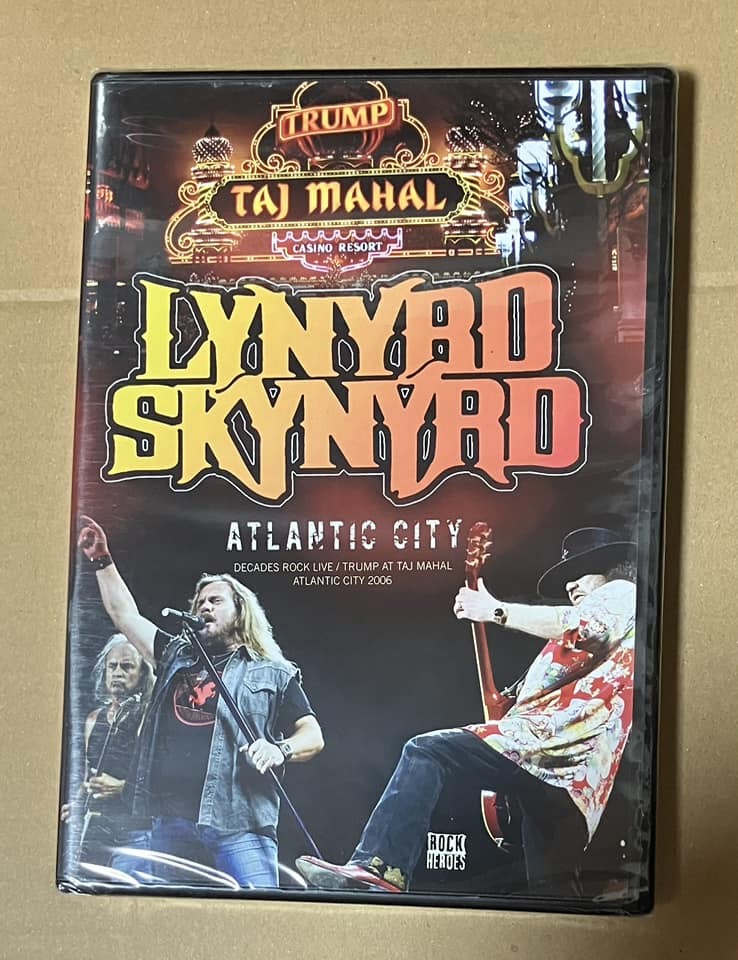 TRUMP
TAJ MAHAL
CASINO RESORT
LYNYRD
SKYNYRD
ATLANTIC CITY
DECADES ROCK LIVE / TRUMP AT TAJ MAHAL
ATLANTIC CITY 2006
ROCK
HEROES